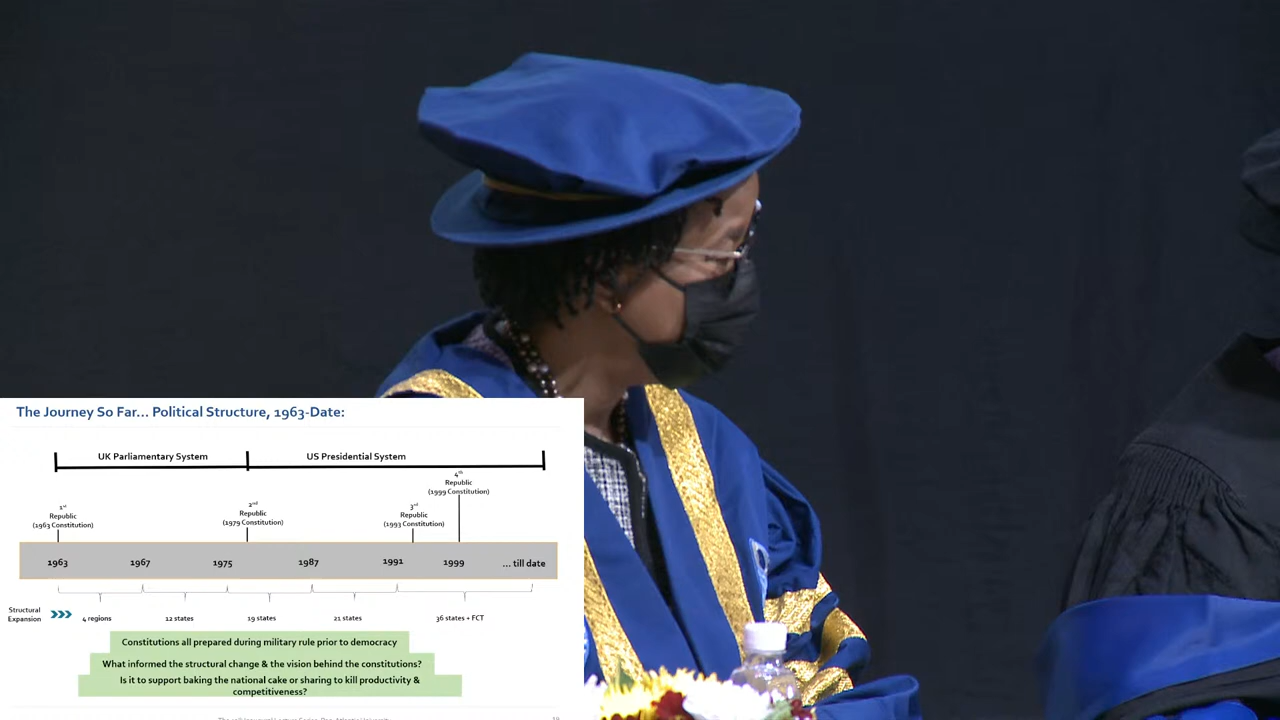 The Journey So Far... Political Structure, 1963-Date:
UK Parliamentary System
US Presidential System
1st
Republic
(1963 Constitution)
2nd
Republic
(1979 Constitution)
3rd
Republic
(1993 Constitution)
4th
Republic
(1999 Constitution)
1963 1967 1975 1987 1991 1999 ... till date
Structural
Expansion
4 regions 12 states 19 states 21 states 36 states + FCT
Constitutions all prepared during military rule prior to democracy
What informed the structural change & the vision behind the constitutions?
Is it to support baking the national cake or sharing to kill productivity &
competitiveness?